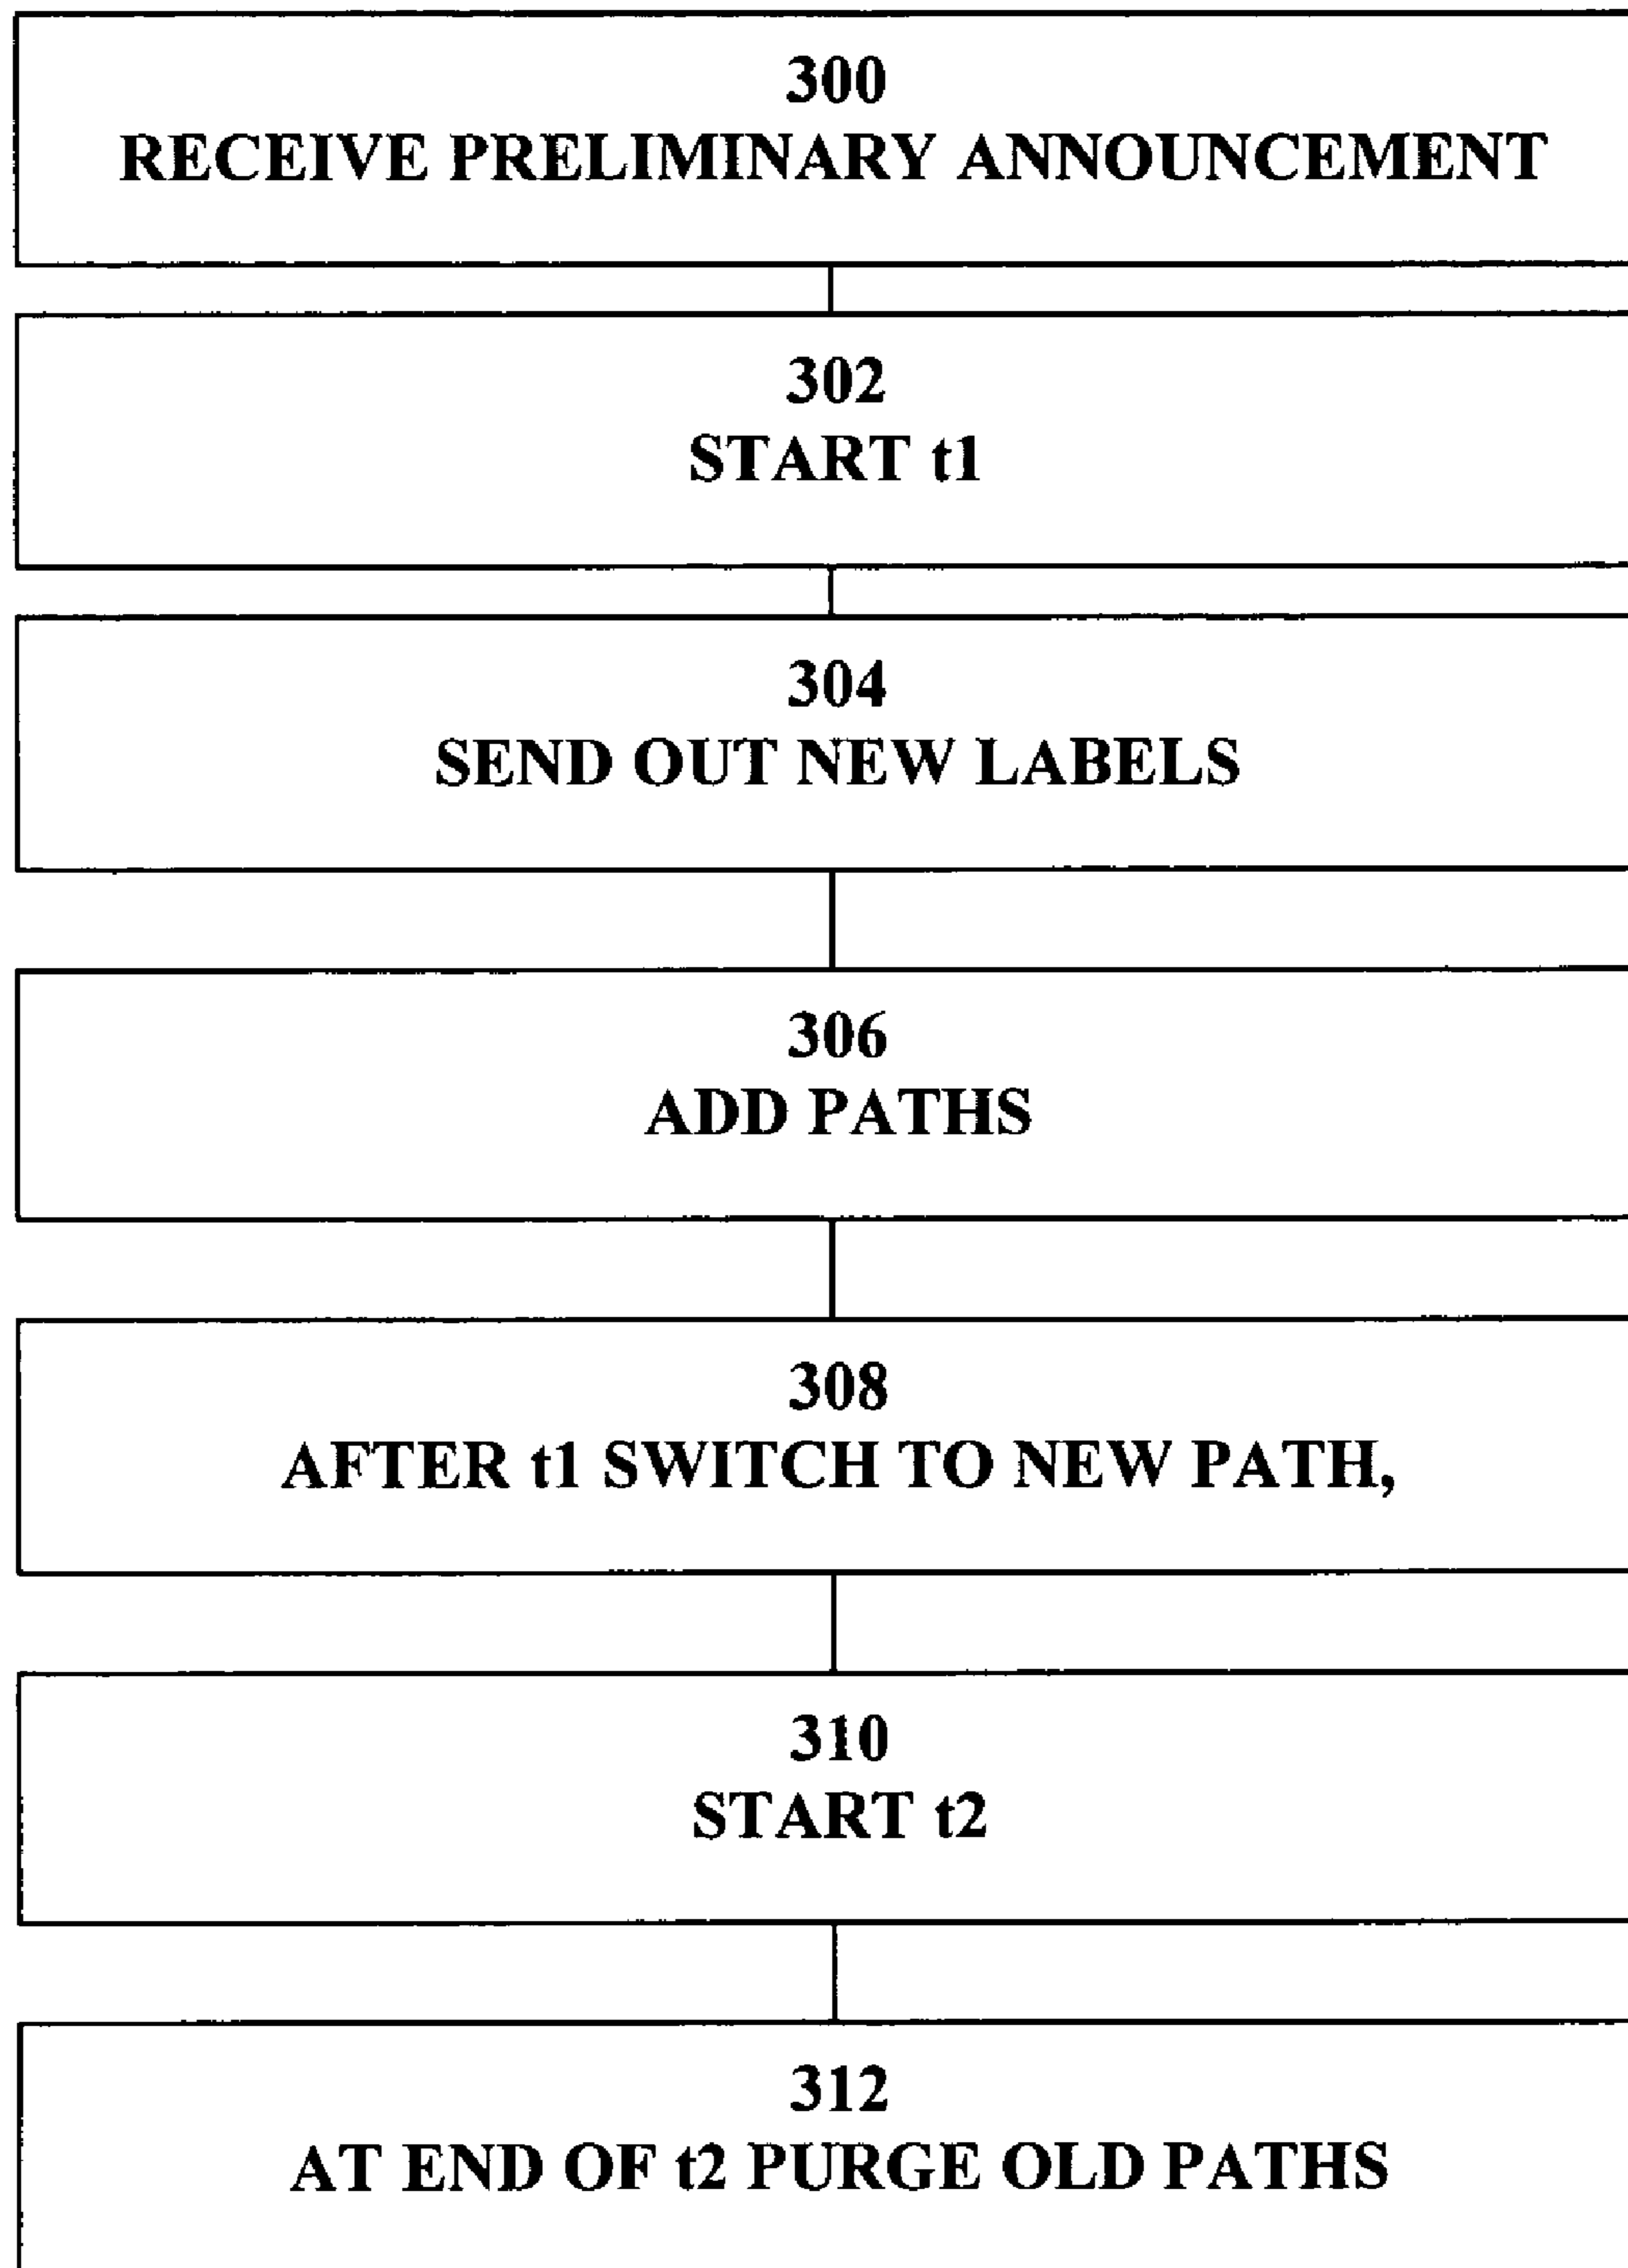 300
RECEIVE PRELIMINARY ANNOUNCEMENT
302
START t1
304
SEND OUT NEW LABELS
306
ADD PATHS
308
AFTER t1 SWITCH TO NEW PATH,
310
START t2
312
AT END OF t2 PURGE OLD PATHS